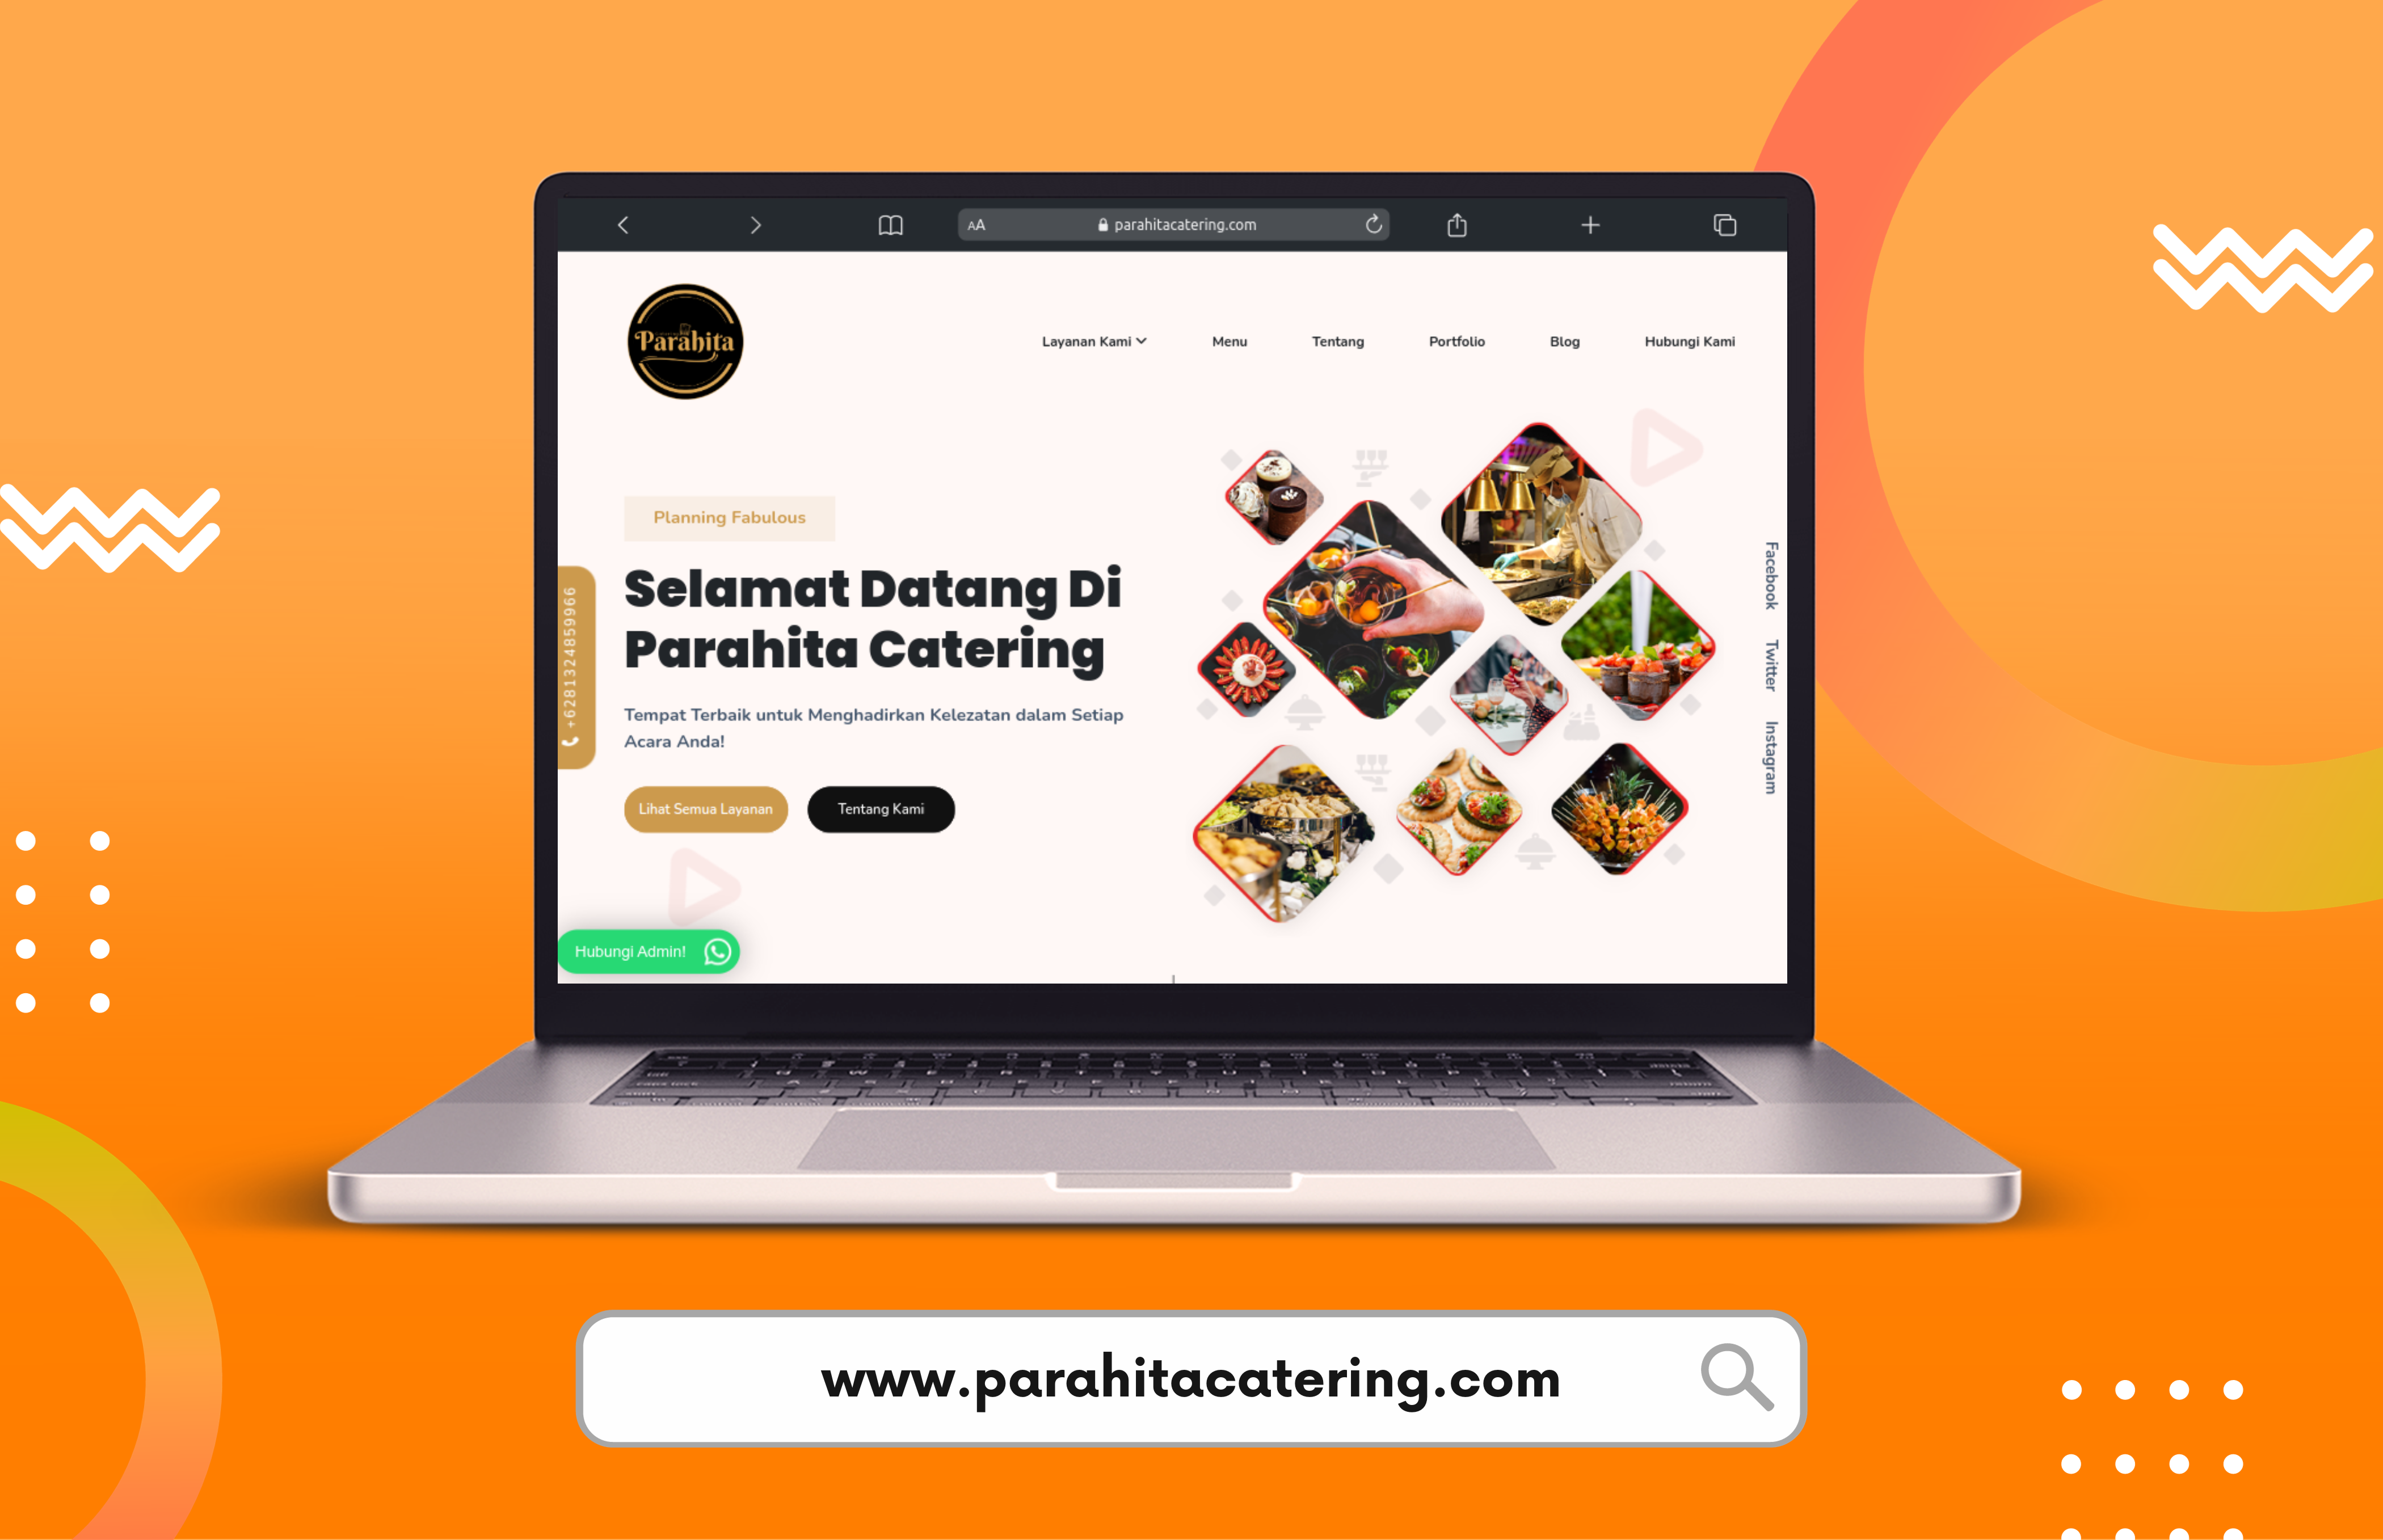 AA parahitacatering.com
Parahita
Layanan Kami Menu Tentang Portfolio Blog Hubungi Kami
Planning Fabulous
Selamat Datang Di
Parahita Catering
Tempat Terbaik untuk Menghadirkan Kelezatan dalam Setiap
Acara Anda!
Lihat Semua Layanan Tentang Kami
+6281324859966
Facebook Twitter Instagram
Hubungi Admin!
www.parahitacatering.com